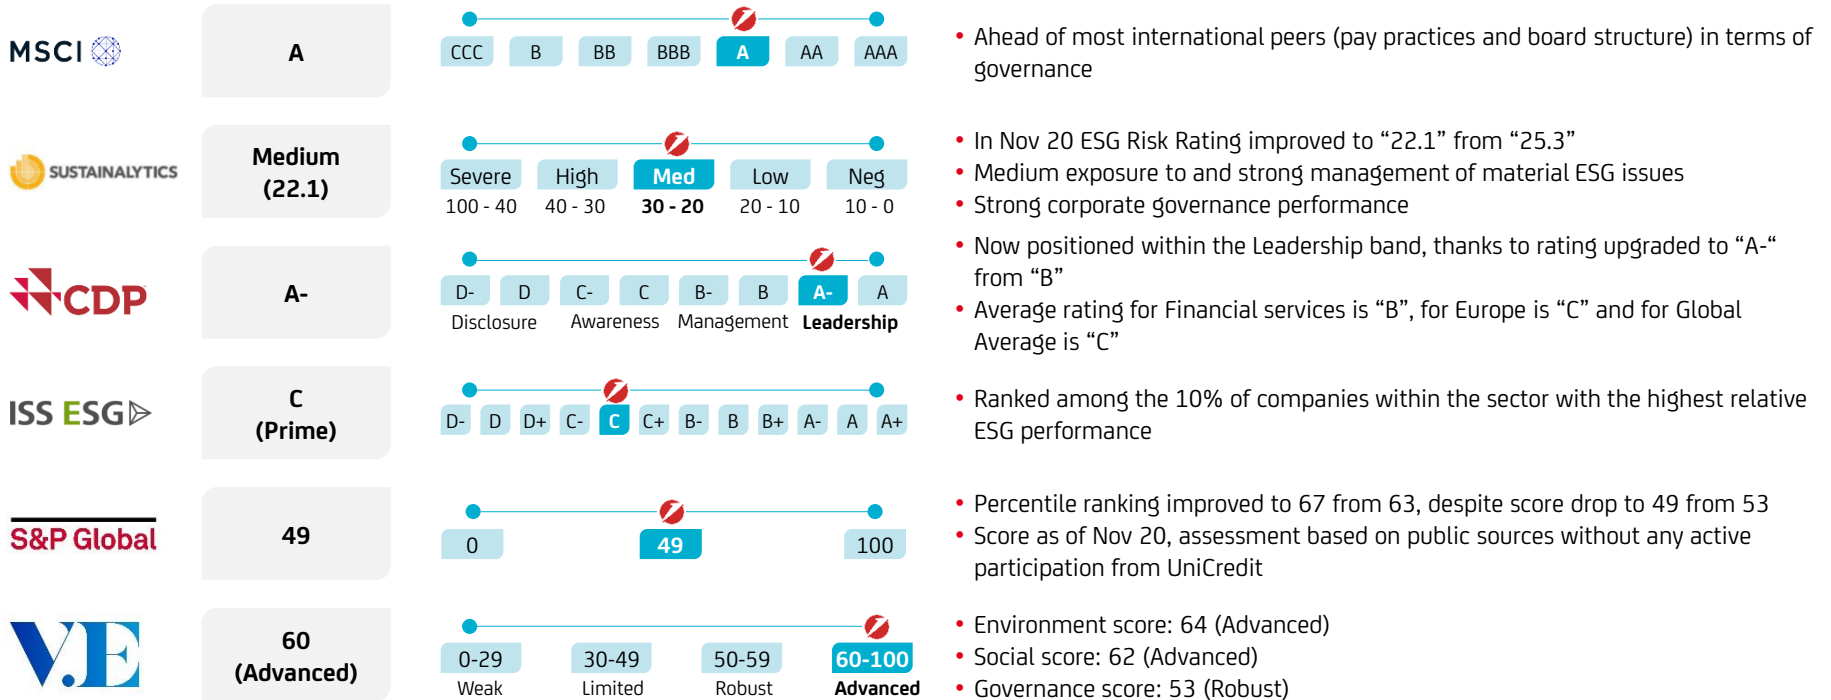 MSCI
A
CCC B BB BBB A AA AAA
• Ahead of most international peers (pay practices and board structure) in terms of
governance
SUSTAINALYTICS
Medium
(22.1)
Severe High Med Low Neg
100 - 40 40 - 30 30 - 20 20 - 10 10 - 0
• In Nov 20 ESG Risk Rating improved to “22.1” from “25.3”
• Medium exposure to and strong management of material ESG issues
• Strong corporate governance performance
CDP
A-
D- D C- C B- B A- A
Disclosure Awareness Management Leadership
• Now positioned within the Leadership band, thanks to rating upgraded to “A-“
from “B”
• Average rating for Financial services is “B”, for Europe is “C” and for Global
Average is “C”
ISS ESG
C
(Prime)
D- D D+ C- C C+ B- B B+ A- A A+
• Ranked among the 10% of companies within the sector with the highest relative
ESG performance
S&P Global
49
0 49 100
• Percentile ranking improved to 67 from 63, despite score drop to 49 from 53
• Score as of Nov 20, assessment based on public sources without any active
participation from UniCredit
V.E
60
(Advanced)
0-29 30-49 50-59 60-100
Weak Limited Robust Advanced
• Environment score: 64 (Advanced)
• Social score: 62 (Advanced)
• Governance score: 53 (Robust)